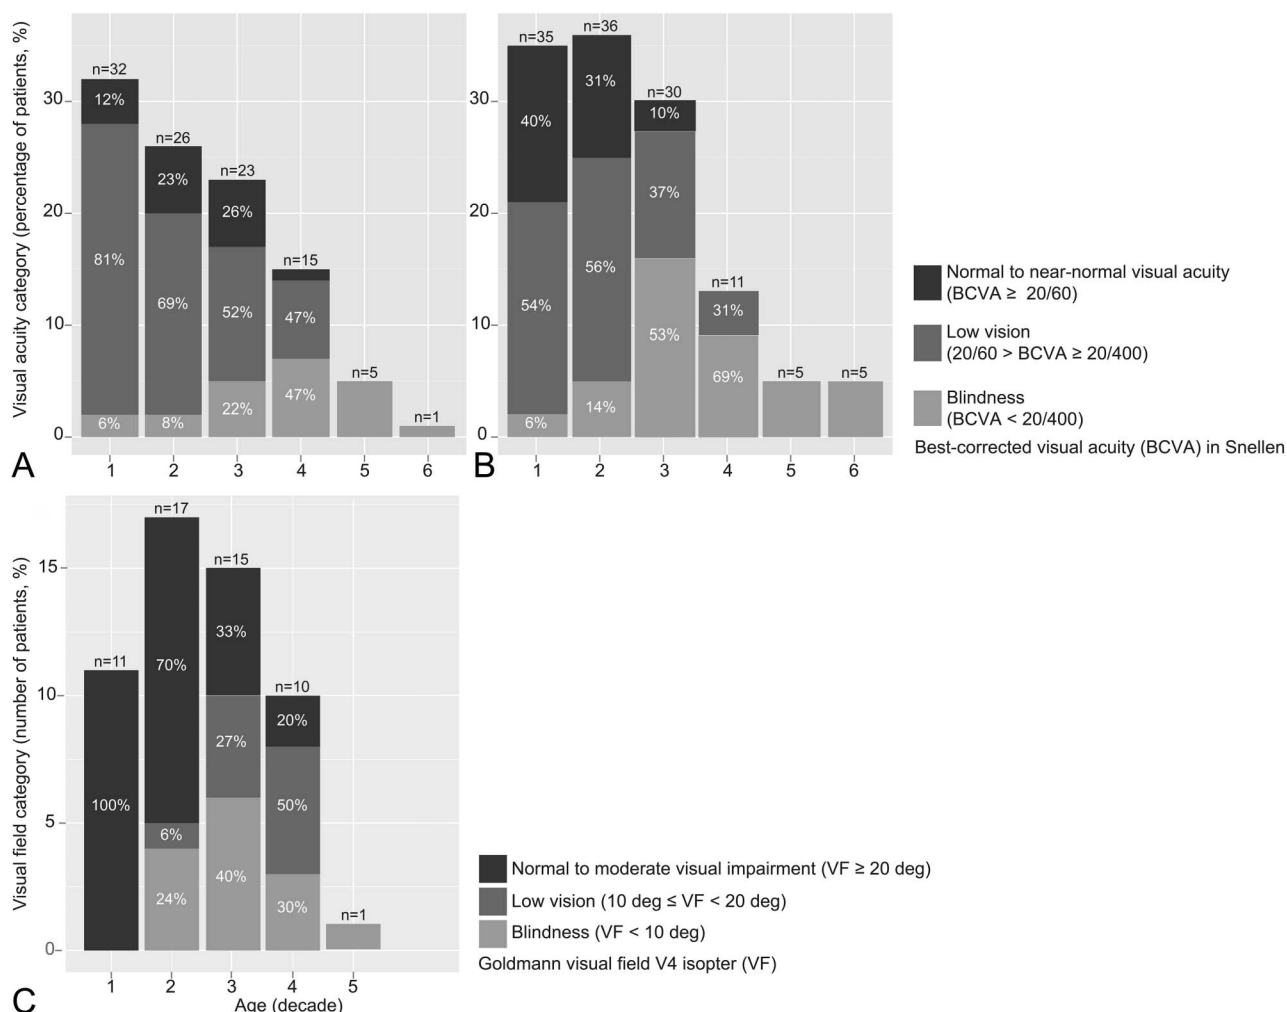 Visual acuity category (percentage of patients, %)
30
20
10
0
n=32
12%
81%
6%
n=26
23%
69%
8%
n=23
26%
52%
22%
n=15
47%
47%
n=5
n=1
1 2 3 4 5 6
A
30
20
10
0
n=35
40%
54%
6%
n=36
31%
56%
14%
n=30
10%
37%
53%
n=11
31%
69%
n=5
n=5
1 2 3 4 5 6
B
Normal to near-normal visual acuity
(BCVA ≥ 20/60)
Low vision
(20/60 > BCVA ≥ 20/400)
Blindness
(BCVA < 20/400)
Best-corrected visual acuity (BCVA) in Snellen
Visual field category (number of patients, %)
15
10
5
0
n=11
100%
n=17
70%
6%
24%
n=15
33%
27%
40%
n=10
20%
50%
30%
n=1
1 2 3 4 5
Age (decade)
C
Normal to moderate visual impairment (VF ≥ 20 deg)
Low vision (10 deg ≤ VF < 20 deg)
Blindness (VF < 10 deg)
Goldmann visual field V4 isopter (VF)